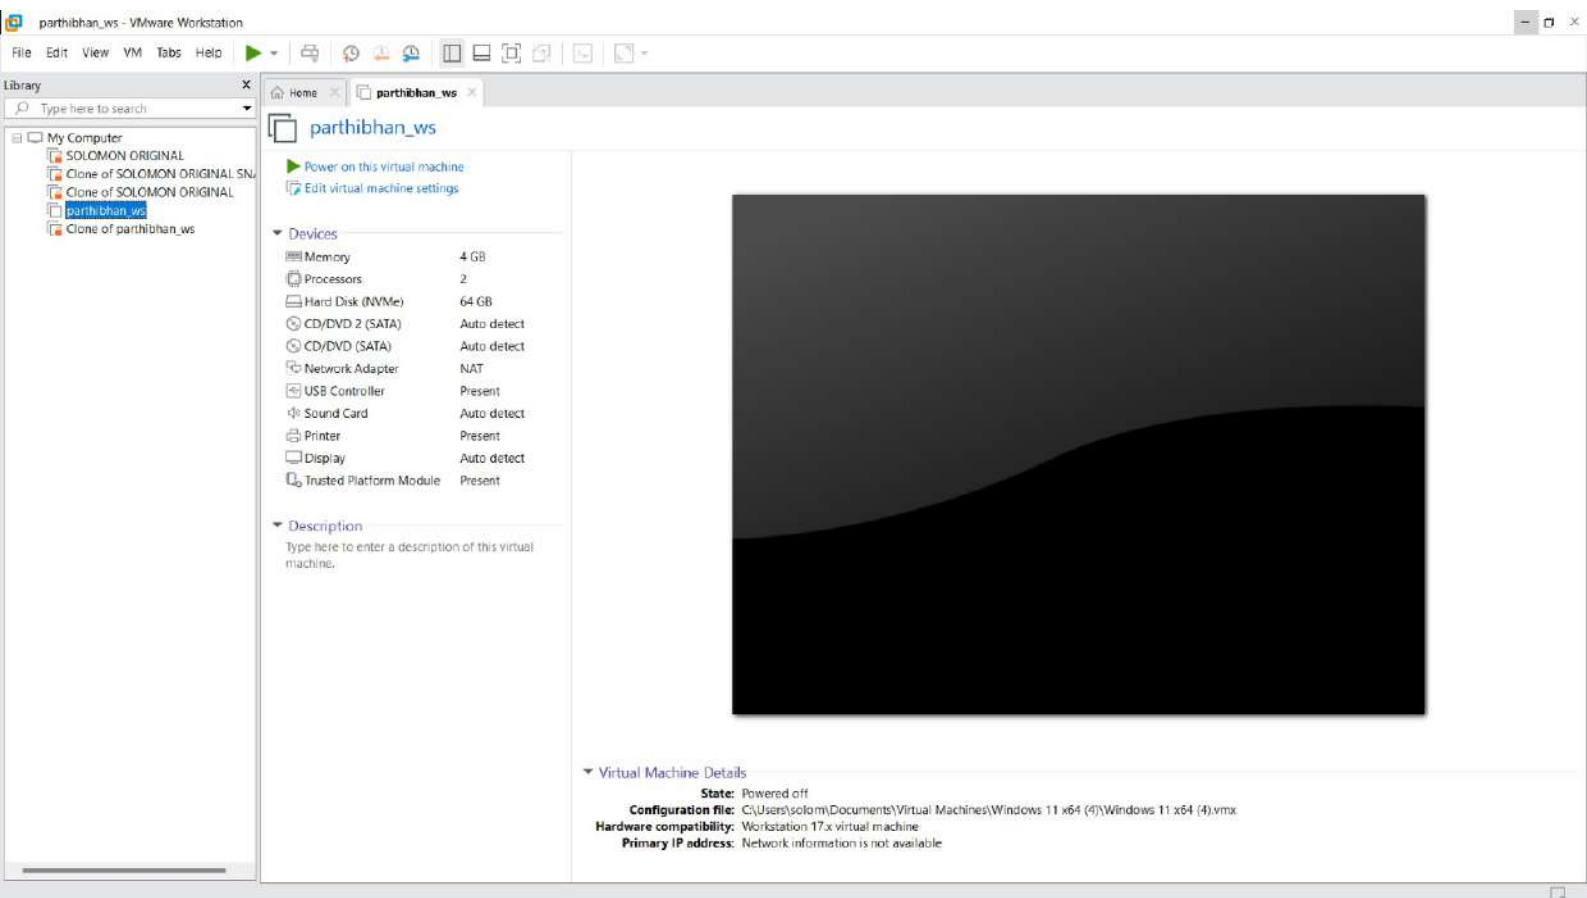 parthibhan_ws - VMware Workstation
File Edit View VM Tabs Help
Library X
Type here to search
My Computer
SOLOMON ORIGINAL
Clone of SOLOMON ORIGINAL SN
Clone of SOLOMON ORIGINAL
parthibhan_ws
Clone of parthibhan_ws
Home
parthibhan_ws
parthibhan_ws
Power on this virtual machine
Edit virtual machine settings
Devices
Memory 4 GB
Processors 2
Hard Disk (NVMe) 64 GB
CD/DVD 2 (SATA) Auto detect
CD/DVD (SATA) Auto detect
Network Adapter NAT
USB Controller Present
Sound Card Auto detect
Printer Present
Display Auto detect
Trusted Platform Module Present
Description
Type here to enter a description of this virtual
machine.
Virtual Machine Details
State: Powered off
Configuration file: C:\Users\solom\Documents\Virtual Machines\Windows 11 x64 (4)\Windows 11 x64 (4).vmx
Hardware compatibility: Workstation 17.x virtual machine
Primary IP address: Network information is not available